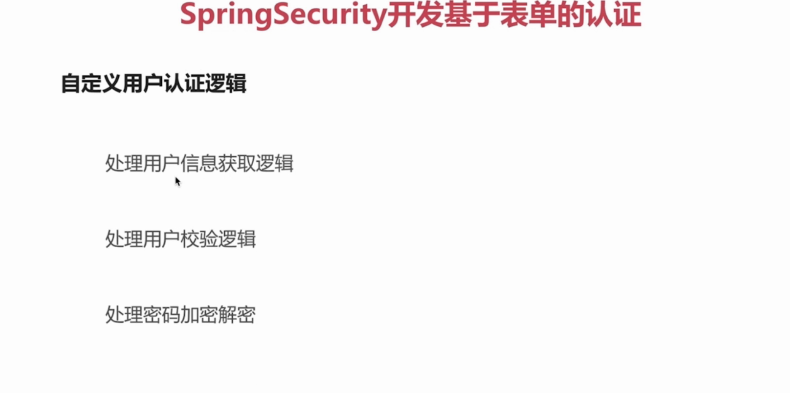 SpringSecurity开发基于表单的认证
自定义用户认证逻辑
处理用户信息获取逻辑
处理用户校验逻辑
处理密码加密解密